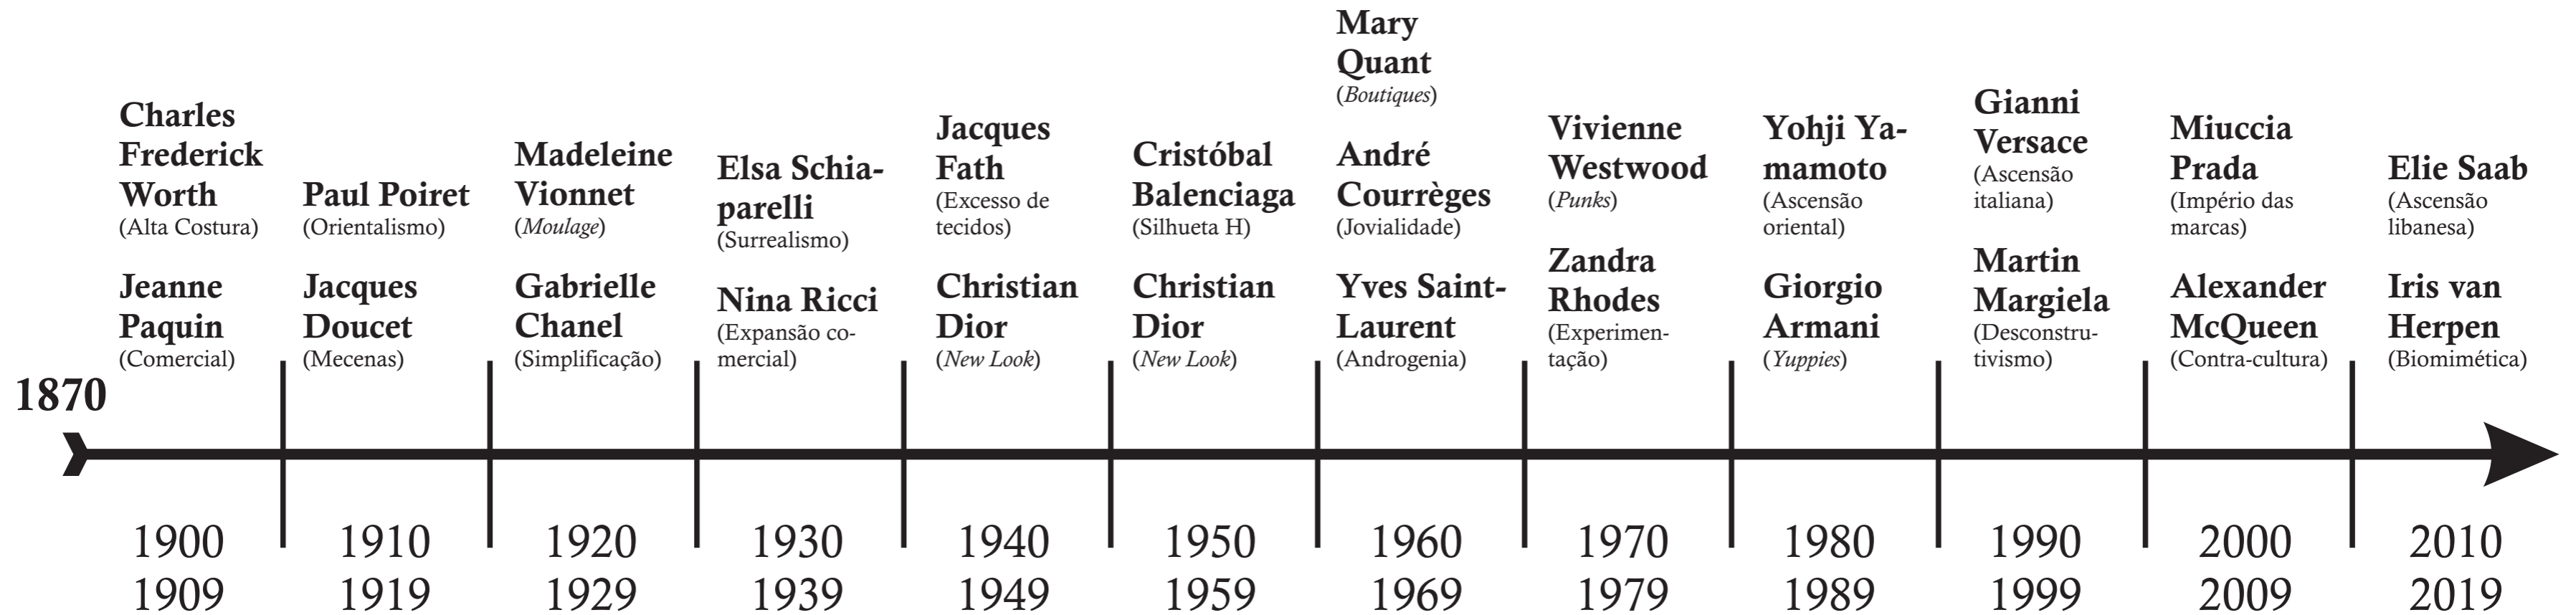 1870
Charles
Frederick
Worth
(Alta Costura)
Jeanne
Paquin
(Comercial)
1900
1909
Paul Poiret
(Orientalismo)
Jacques
Doucet
(Mecenas)
1910
1919
Madeleine
Vionnet
(Moulage)
Gabrielle
Chanel
(Simplificação)
1920
1929
Elsa Schia-
parelli
(Surrealismo)
Nina Ricci
(Expansão co-
mercial)
1930
1939
Jacques
Fath
(Excesso de
tecidos)
Christian
Dior
(New Look)
1940
1949
Cristóbal
Balenciaga
(Silhueta H)
Christian
Dior
(New Look)
1950
1959
Mary
Quant
(Boutiques)
André
Courrèges
(Jovialidade)
Yves Saint-
Laurent
(Androgenia)
1960
1969
Vivienne
Westwood
(Punks)
Zandra
Rhodes
(Experimen-
tação)
1970
1979
Yohji Ya-
mamoto
(Ascensão
oriental)
Giorgio
Armani
(Yuppies)
1980
1989
Gianni
Versace
(Ascensão
italiana)
Martin
Margiela
(Desconstru-
tivismo)
1990
1999
Miuccia
Prada
(Império das
marcas)
Alexander
McQueen
(Contra-cultura)
2000
2009
Elie Saab
(Ascensão
libanesa)
Iris van
Herpen
(Biomimética)
2010
2019